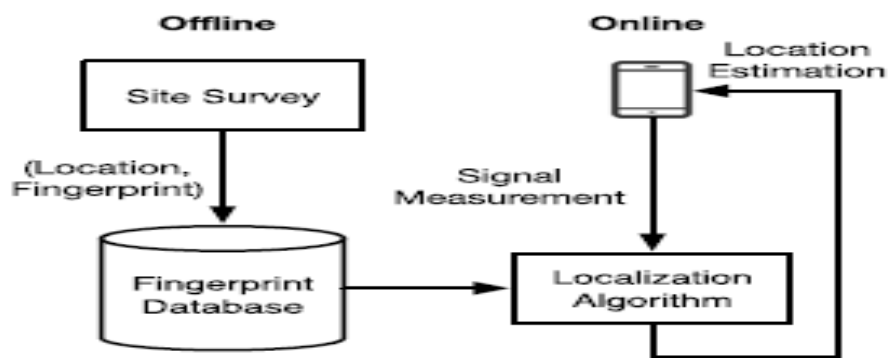 Offline
Online
Site Survey
Location
Estimation
(Location,
Fingerprint)
Signal
Measurement
Fingerprint
Database
Localization
Algorithm